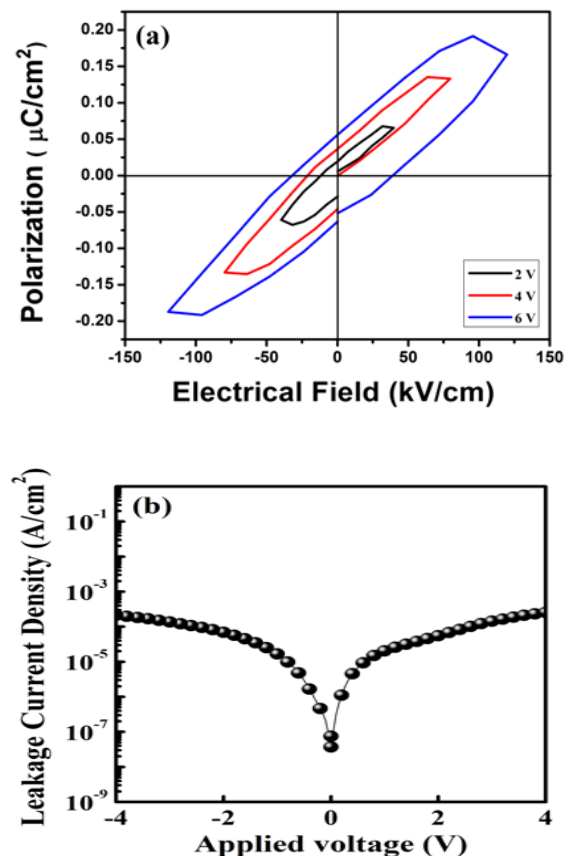 (a)
Polarization ( μC/cm²)
0.20
0.15
0.10
0.05
0.00
-0.05
-0.10
-0.15
-0.20
2 V
4 V
6 V
-150 -100 -50 0 50 100 150
Electrical Field (kV/cm)
(b)
Leakage Current Density (A/cm²)
10⁻¹
10⁻³
10⁻⁵
10⁻⁷
10⁻⁹
-4 -2 0 2 4
Applied voltage (V)